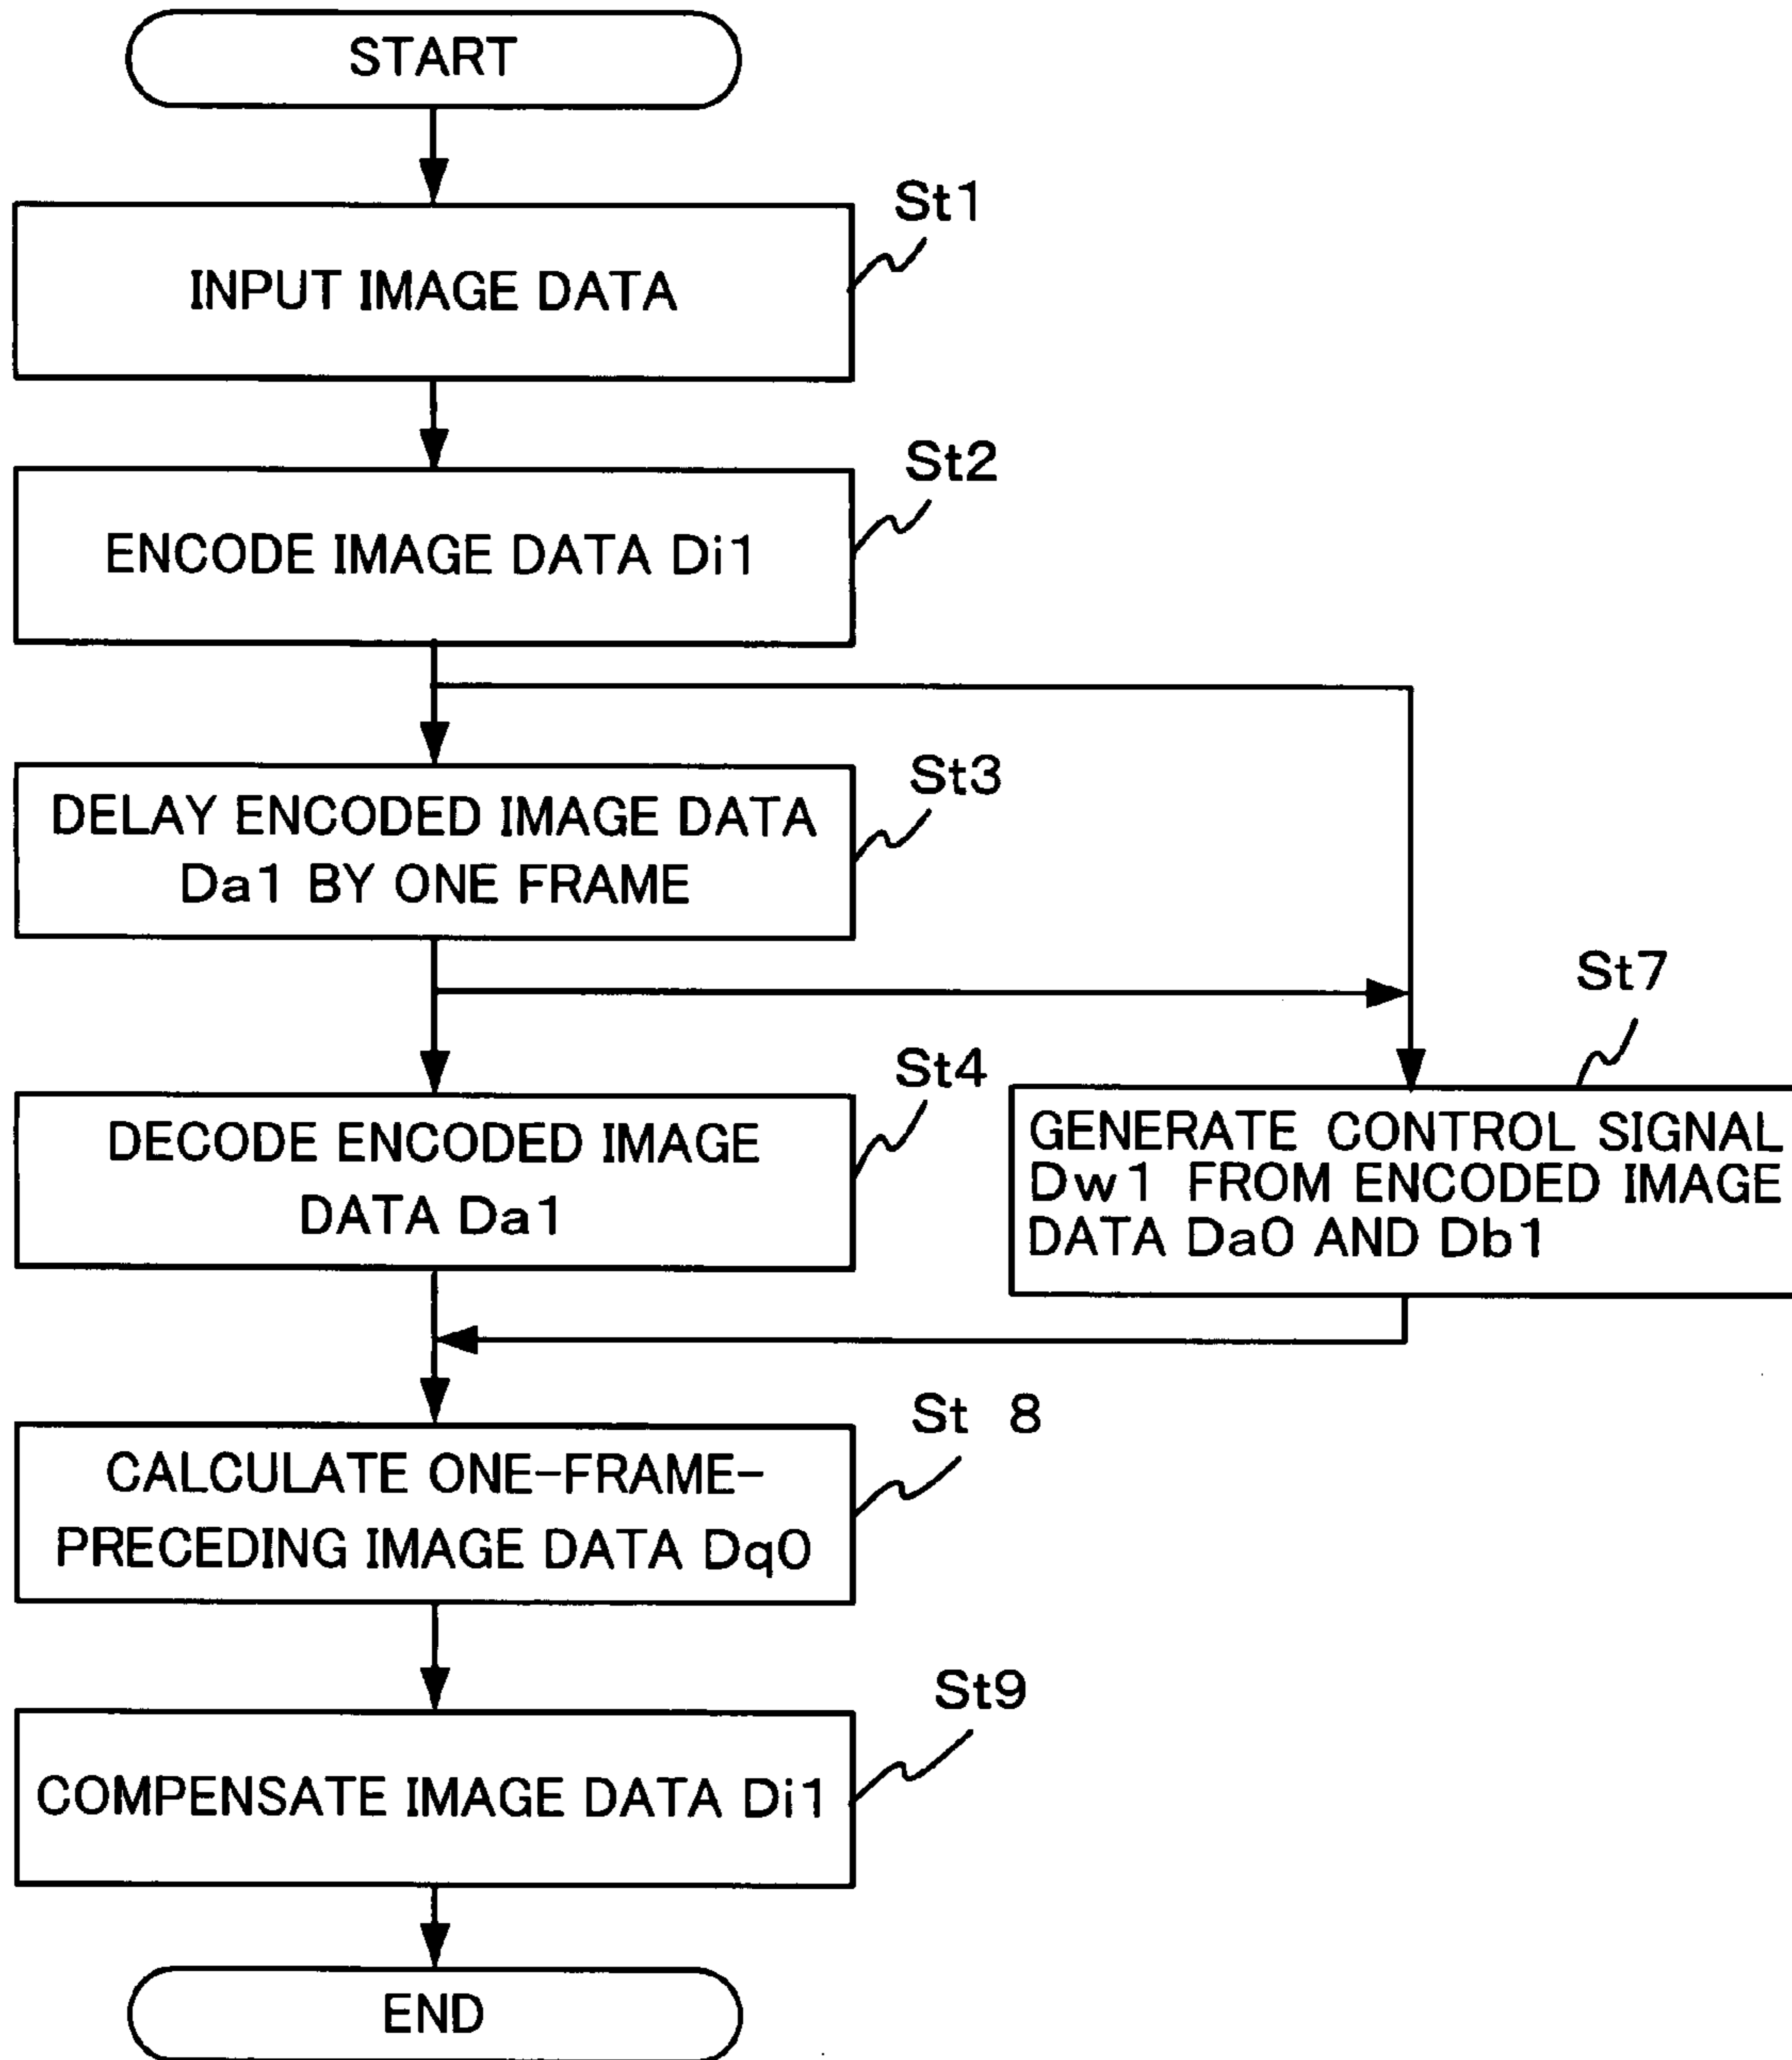 START
St1
INPUT IMAGE DATA
St2
ENCODE IMAGE DATA Di1
St3
DELAY ENCODED IMAGE DATA
Da1 BY ONE FRAME
St4
DECODE ENCODED IMAGE
DATA Da1
St7
GENERATE CONTROL SIGNAL
Dw1 FROM ENCODED IMAGE
DATA Da0 AND Db1
St 8
CALCULATE ONE-FRAME-
PRECEDING IMAGE DATA Dq0
St9
COMPENSATE IMAGE DATA Di1
END